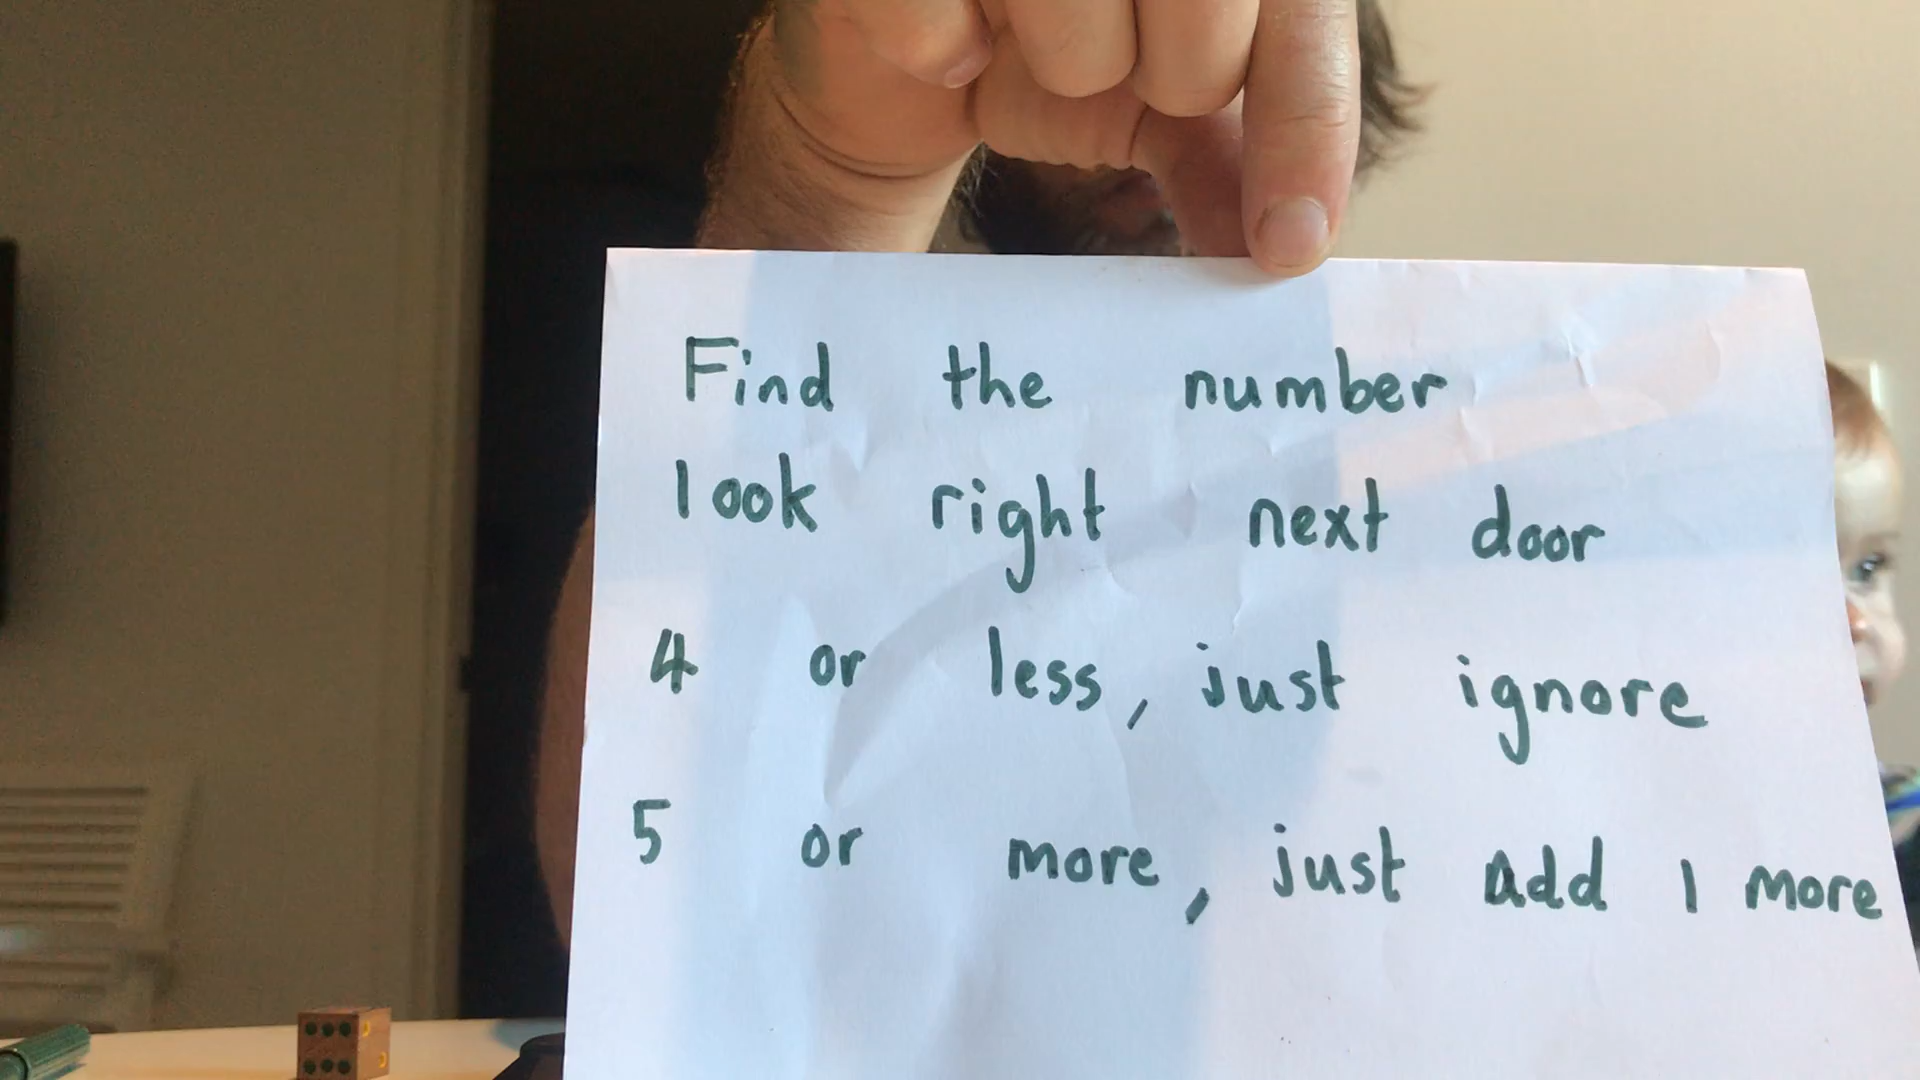 Find the number
look right next door
4 or less, just ignore
5 or more, just add 1 more